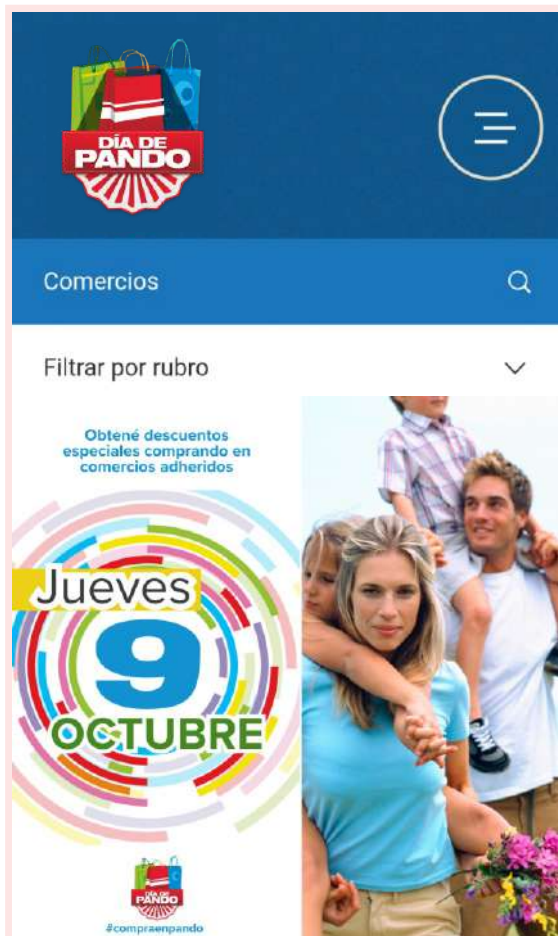 DÍA DE
PANDO
Comercios
Filtrar por rubro
Obtené descuentos
especiales comprando en
comercios adheridos
Jueves
9
OCTUBRE
DÍA DE
PANDO
#compraenpando